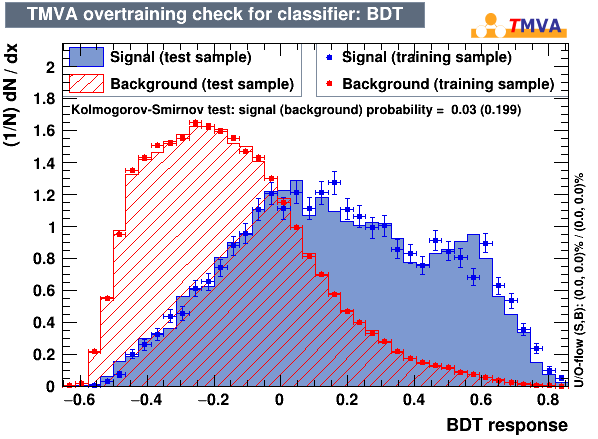 TMVA overtraining check for classifier: BDT
TMVA
(1/N) dN / dx
Signal (test sample)
Background (test sample)
Signal (training sample)
Background (training sample)
Kolmogorov-Smirnov test: signal (background) probability = 0.03 (0.199)
2
1.8
1.6
1.4
1.2
1
0.8
0.6
0.4
0.2
0
−0.6 −0.4 −0.2 0 0.2 0.4 0.6 0.8
BDT response
U/O-flow (S,B): (0.0, 0.0)% / (0.0, 0.0)%